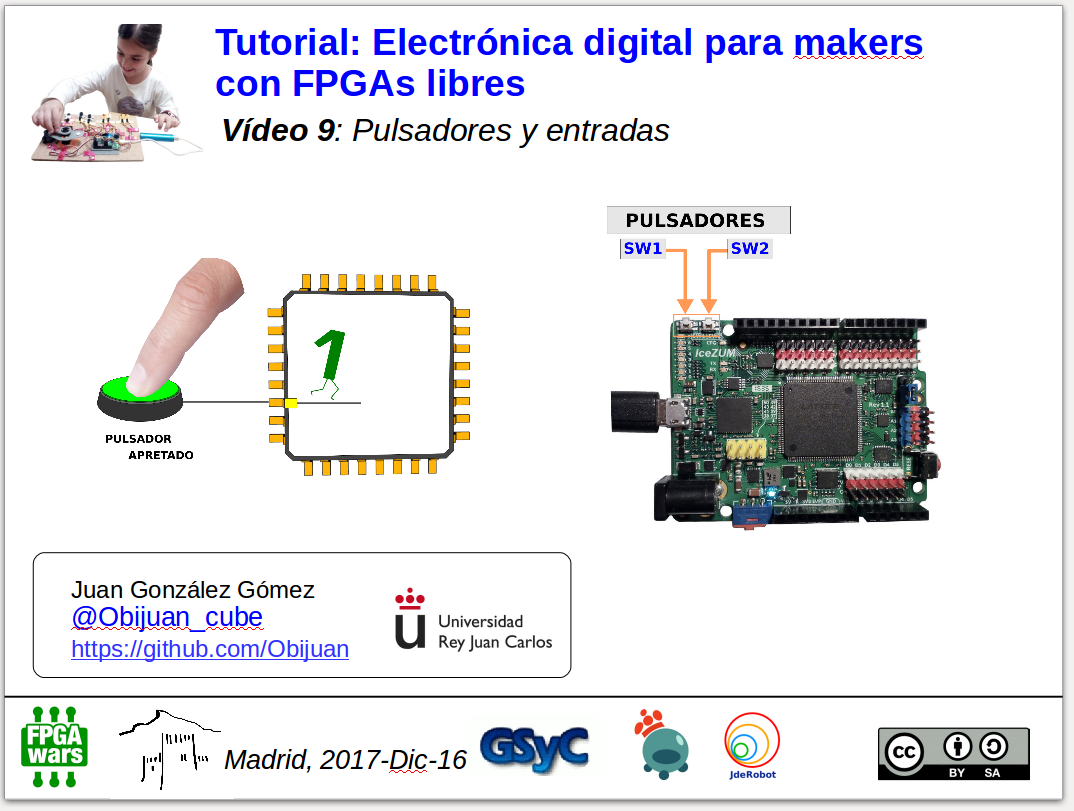 Tutorial: Electrónica digital para makers
con FPGAs libres
Vídeo 9: Pulsadores y entradas
PULSADORES
SW1 SW2
1
PULSADOR
APRETADO
IceZUM
Juan González Gómez
@Obijuan_cube
https://github.com/Obijuan
u Universidad
Rey Juan Carlos
FPGA
wars
Madrid, 2017-Dic-16
GSyC
JdeRobot
cc
BY SA